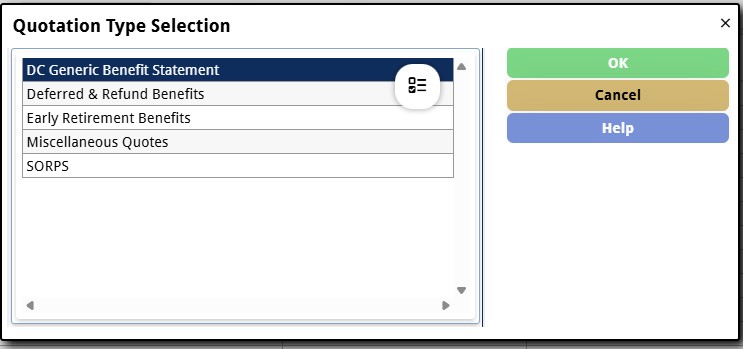 Quotation Type Selection
×
DC Generic Benefit Statement
Deferred & Refund Benefits
Early Retirement Benefits
Miscellaneous Quotes
SORPS
OK
Cancel
Help